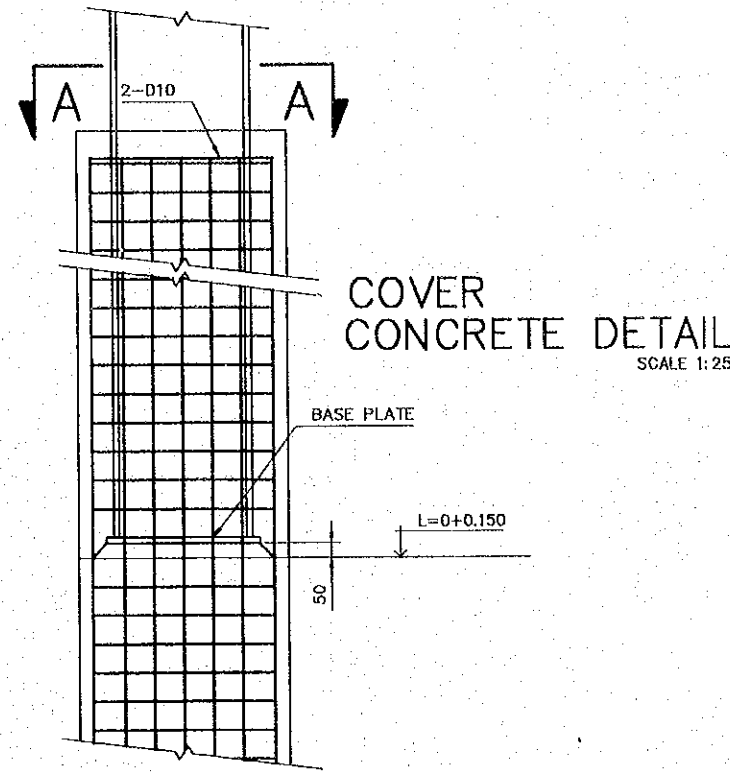 A
A
2-D10
COVER
CONCRETE DETAIL
SCALE 1:25
BASE PLATE
L=0+0.150
50